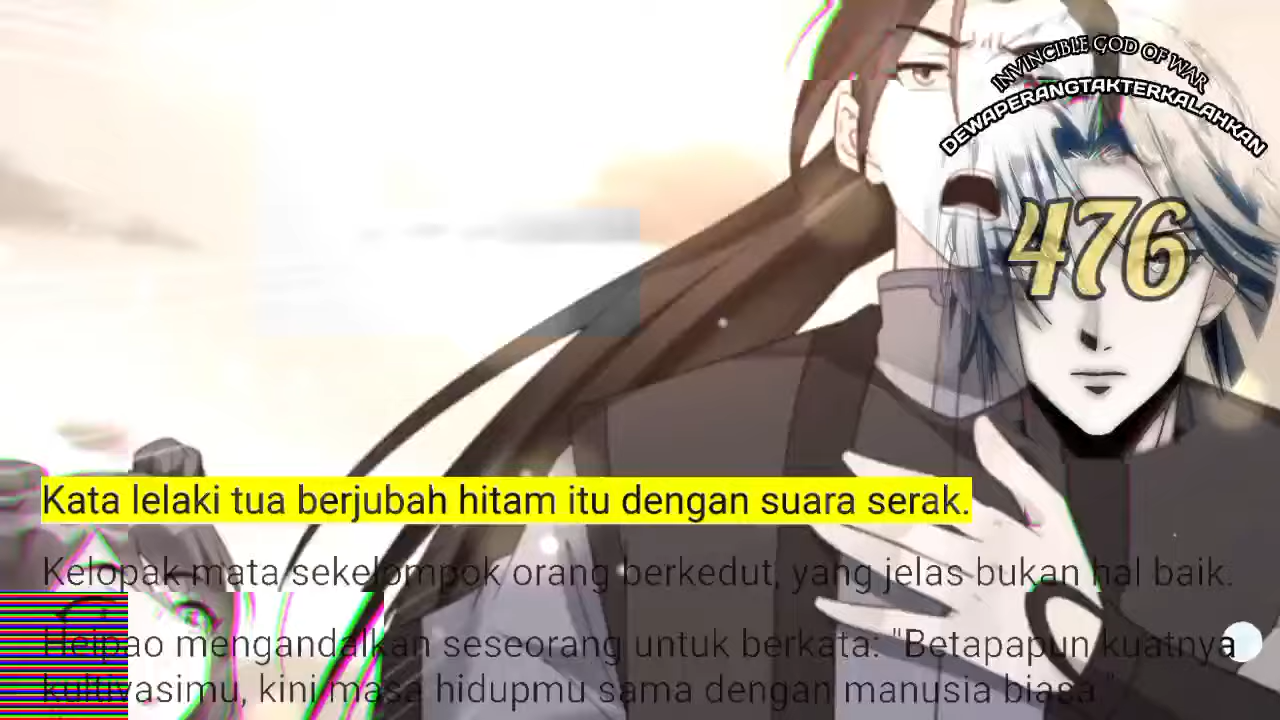 INVINCIBLE GOD OF WAR
DEWAPERANGTAKTERKALAHKAN
476
Kata lelaki tua berjubah hitam itu dengan suara serak.
Kelopak mata sekelompok orang berkedut, yang jelas bukan hal baik.
Heipao mengandalkan seseorang untuk berkata: "Betapapun kuatnya
kultivasimu, kini masa hidupmu sama dengan manusia biasa."